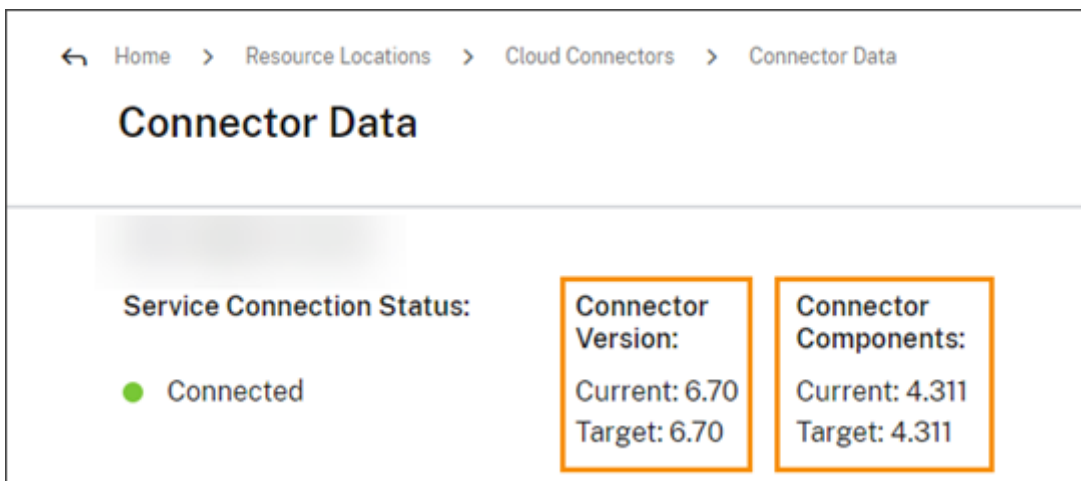 Home > Resource Locations > Cloud Connectors > Connector Data
Connector Data
Service Connection Status:
Connected
Connector
Version:
Current: 6.70
Target: 6.70
Connector
Components:
Current: 4.311
Target: 4.311